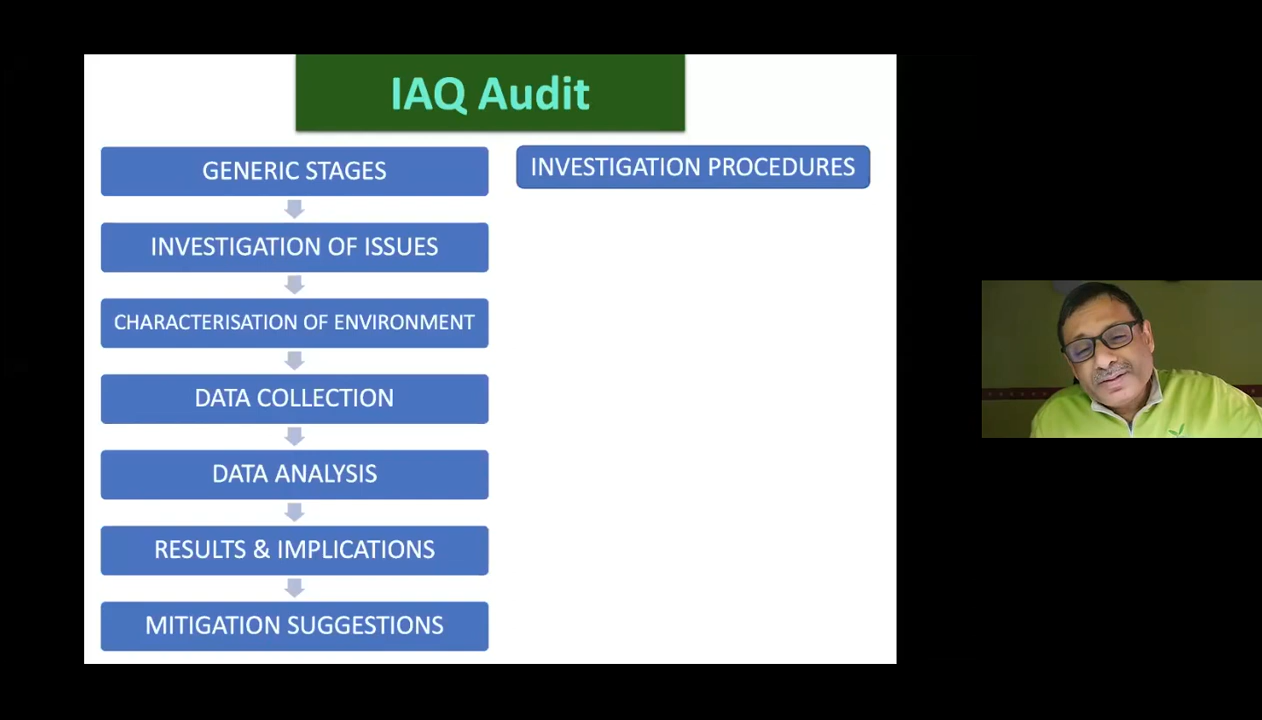 IAQ Audit
GENERIC STAGES
INVESTIGATION OF ISSUES
CHARACTERISATION OF ENVIRONMENT
DATA COLLECTION
DATA ANALYSIS
RESULTS & IMPLICATIONS
MITIGATION SUGGESTIONS
INVESTIGATION PROCEDURES